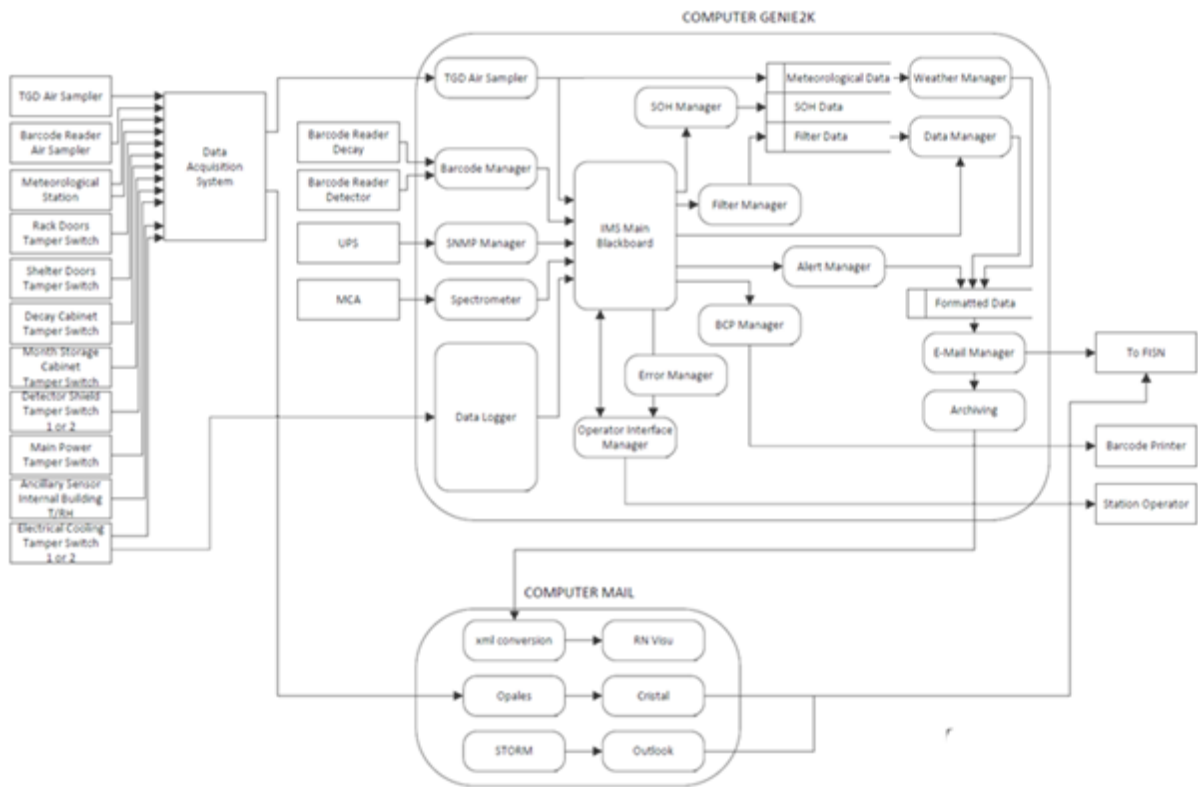 COMPUTER GENIE2K
TGD Air Sampler
Barcode Reader
Air Sampler
Meteorological
Station
Rack Doors
Tamper Switch
Shelter Doors
Tamper Switch
Decay Cabinet
Tamper Switch
Month Storage
Cabinet
Tamper Switch
Detector Shield
Tamper Switch
1 or 2
Main Power
Tamper Switch
Ancillary Sensor
Internal Building
T/RH
Electrical Cooling
Tamper Switch
1 or 2
Data
Acquisition
System
Barcode Reader
Decay
Barcode Reader
Detector
UPS
MCA
TGD Air Sampler
Barcode Manager
SNMP Manager
Spectrometer
Data Logger
IMS Main
Blackboard
SOH Manager
Filter Manager
Meteorological Data
SOH Data
Filter Data
Weather Manager
Data Manager
Alert Manager
BCP Manager
Error Manager
Operator Interface
Manager
Formatted Data
E-Mail Manager
Archiving
To FISN
Barcode Printer
Station Operator
COMPUTER MAIL
xml conversion
RN Visu
Opales
Cristal
STORM
Outlook